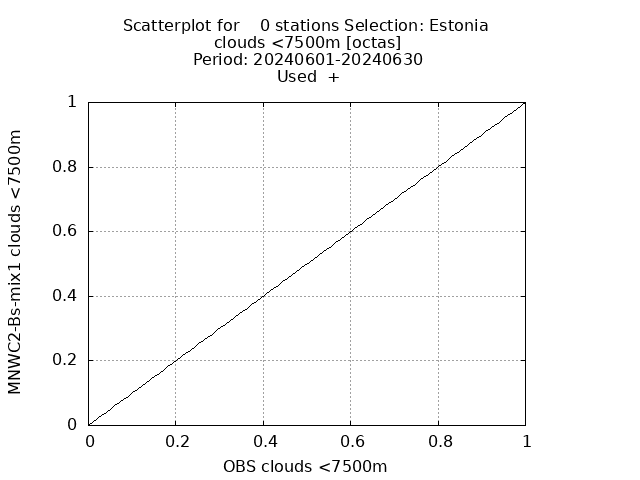 Scatterplot for    0 stations Selection: Estonia
clouds <7500m [octas]
Period: 20240601-20240630
Used  +
MNWC2-Bs-mix1 clouds <7500m
1
0.8
0.6
0.4
0.2
0
0 0.2 0.4 0.6 0.8 1
OBS clouds <7500m